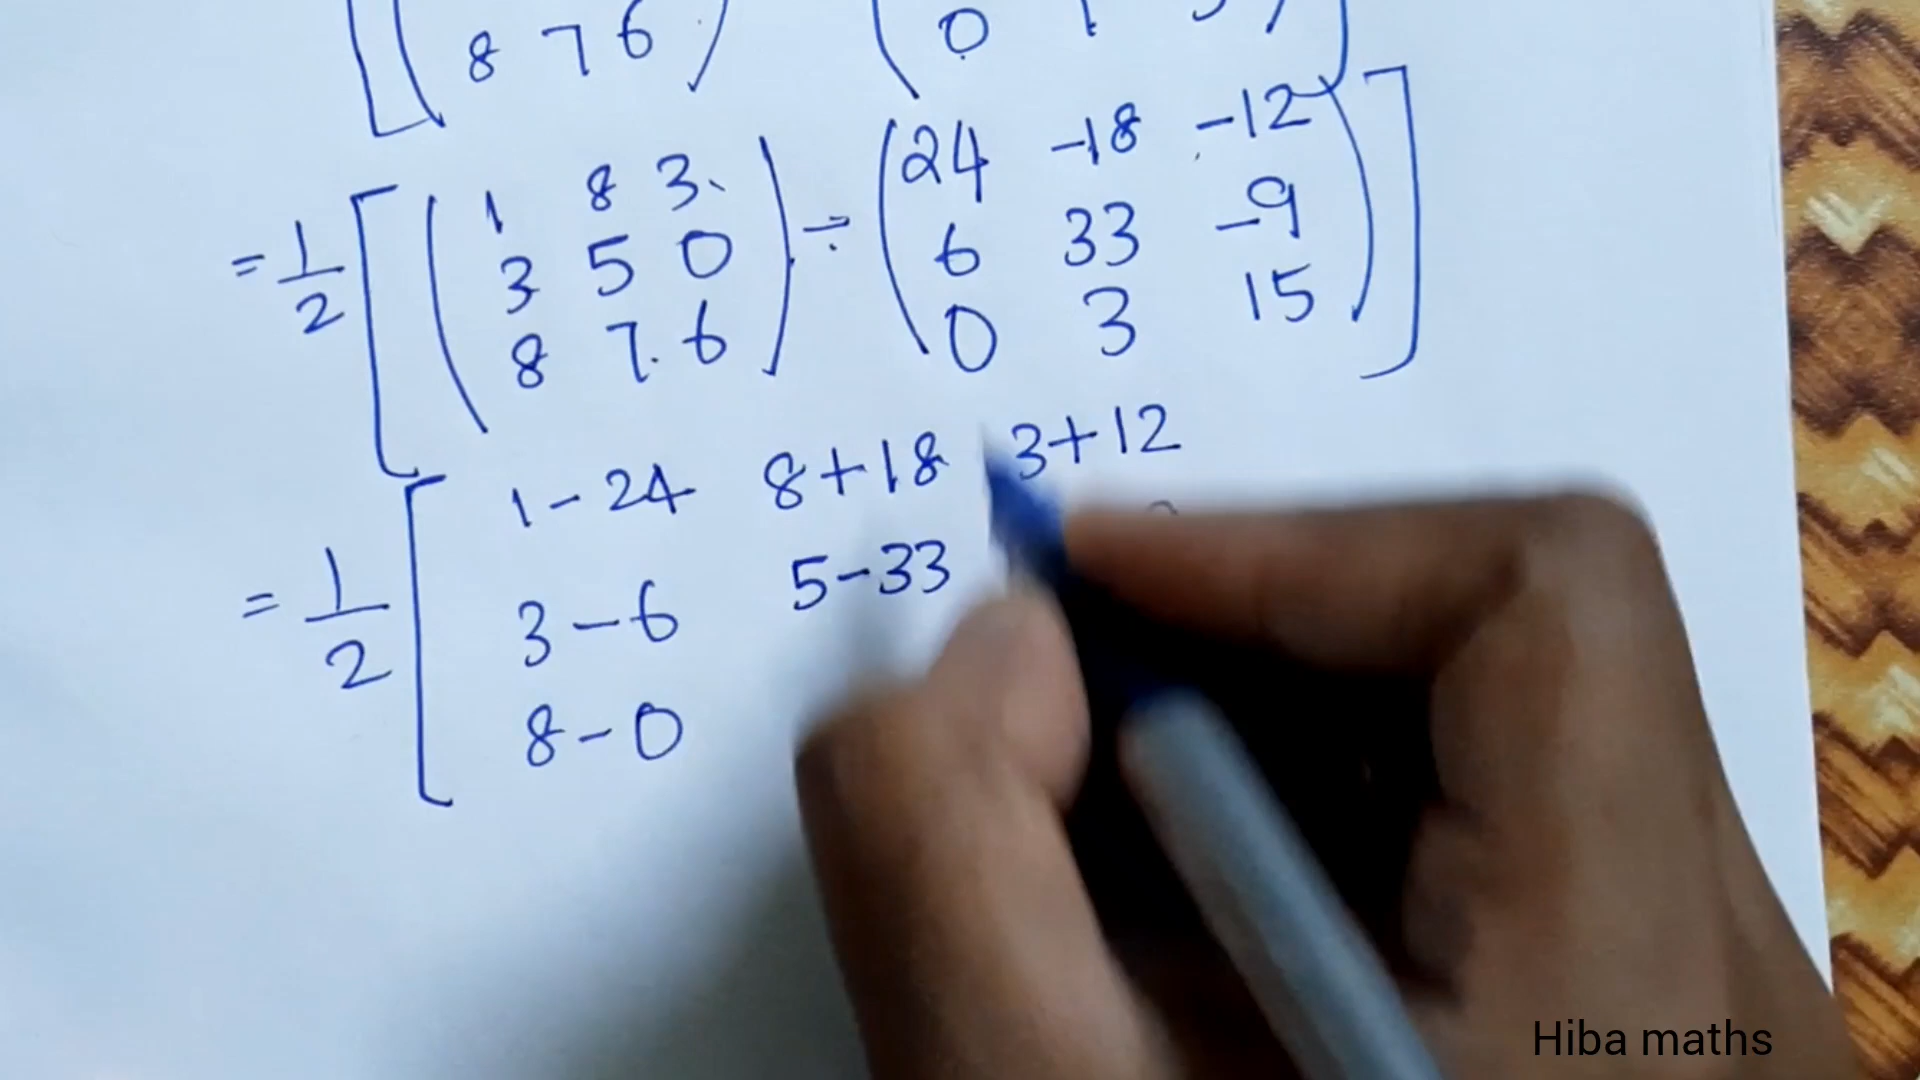 8 7 6 0 1
1 8 3 24 -18 -12
= 1/2 [ ( 3 5 0 ) ÷ ( 6 33 -9 ) ]
8 7 6 0 3 15
1-24 8+18 3+12
= 1/2 [ 3-6 5-33
8-0
Hiba maths